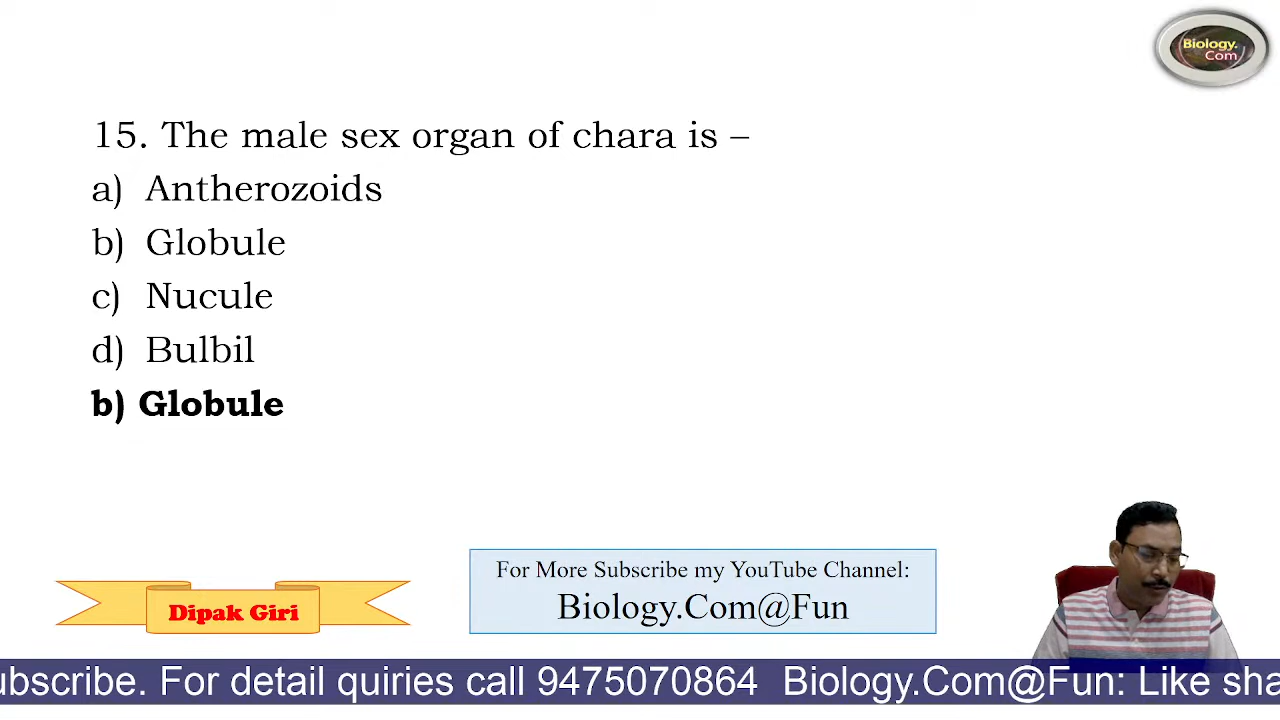 Biology.
Com
15. The male sex organ of chara is –
a) Antherozoids
b) Globule
c) Nucule
d) Bulbil
b) Globule
For More Subscribe my YouTube Channel:
Biology.Com@Fun
Dipak Giri
ubscribe. For detail quiries call 9475070864 Biology.Com@Fun: Like sha